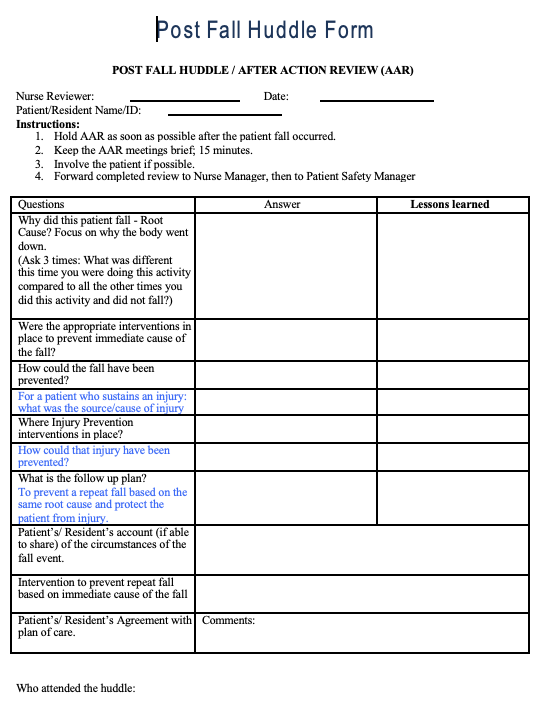 Post Fall Huddle Form
POST FALL HUDDLE / AFTER ACTION REVIEW (AAR)
Nurse Reviewer: Date:
Patient/Resident Name/ID:
Instructions:
1. Hold AAR as soon as possible after the patient fall occurred.
2. Keep the AAR meetings brief; 15 minutes.
3. Involve the patient if possible.
4. Forward completed review to Nurse Manager, then to Patient Safety Manager
Questions Answer Lessons learned
Why did this patient fall - Root
Cause? Focus on why the body went
down.
(Ask 3 times: What was different
this time you were doing this activity
compared to all the other times you
did this activity and did not fall?)
Were the appropriate interventions in
place to prevent immediate cause of
the fall?
How could the fall have been
prevented?
For a patient who sustains an injury:
what was the source/cause of injury
Where Injury Prevention
interventions in place?
How could that injury have been
prevented?
What is the follow up plan?
To prevent a repeat fall based on the
same root cause and protect the
patient from injury.
Patient's/ Resident's account (if able
to share) of the circumstances of the
fall event.
Intervention to prevent repeat fall
based on immediate cause of the fall
Patient's/ Resident's Agreement with
plan of care.
Comments:
Who attended the huddle: